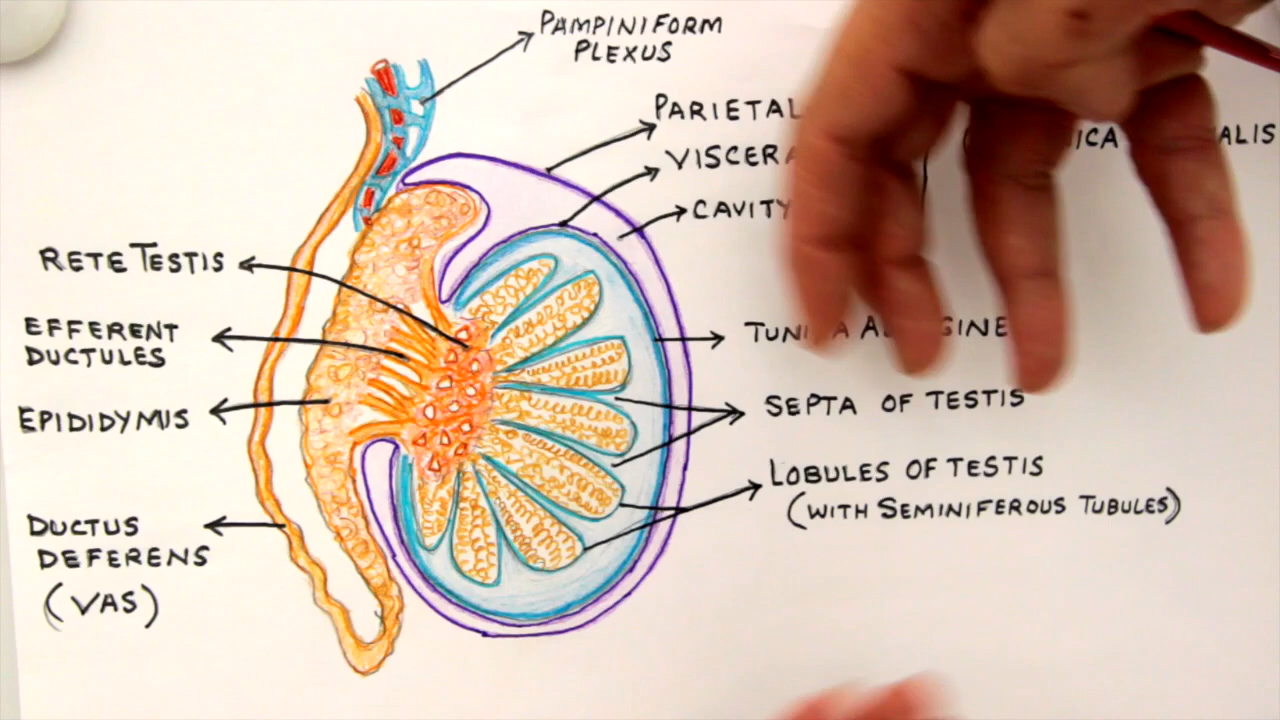 PAMPINIFORM
PLEXUS
PARIETAL
CAVITY
RETE TESTIS
EFFERENT
DUCTULES
EPIDIDYMIS
DUCTUS
DEFERENS
(VAS)
SEPTA OF TESTIS
LOBULES OF TESTIS
(WITH SEMINIFEROUS TUBULES)